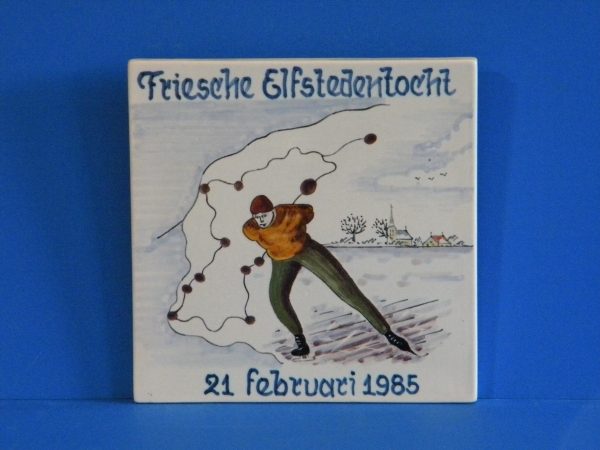 Friesche Elfstedentocht
21 februari 1985